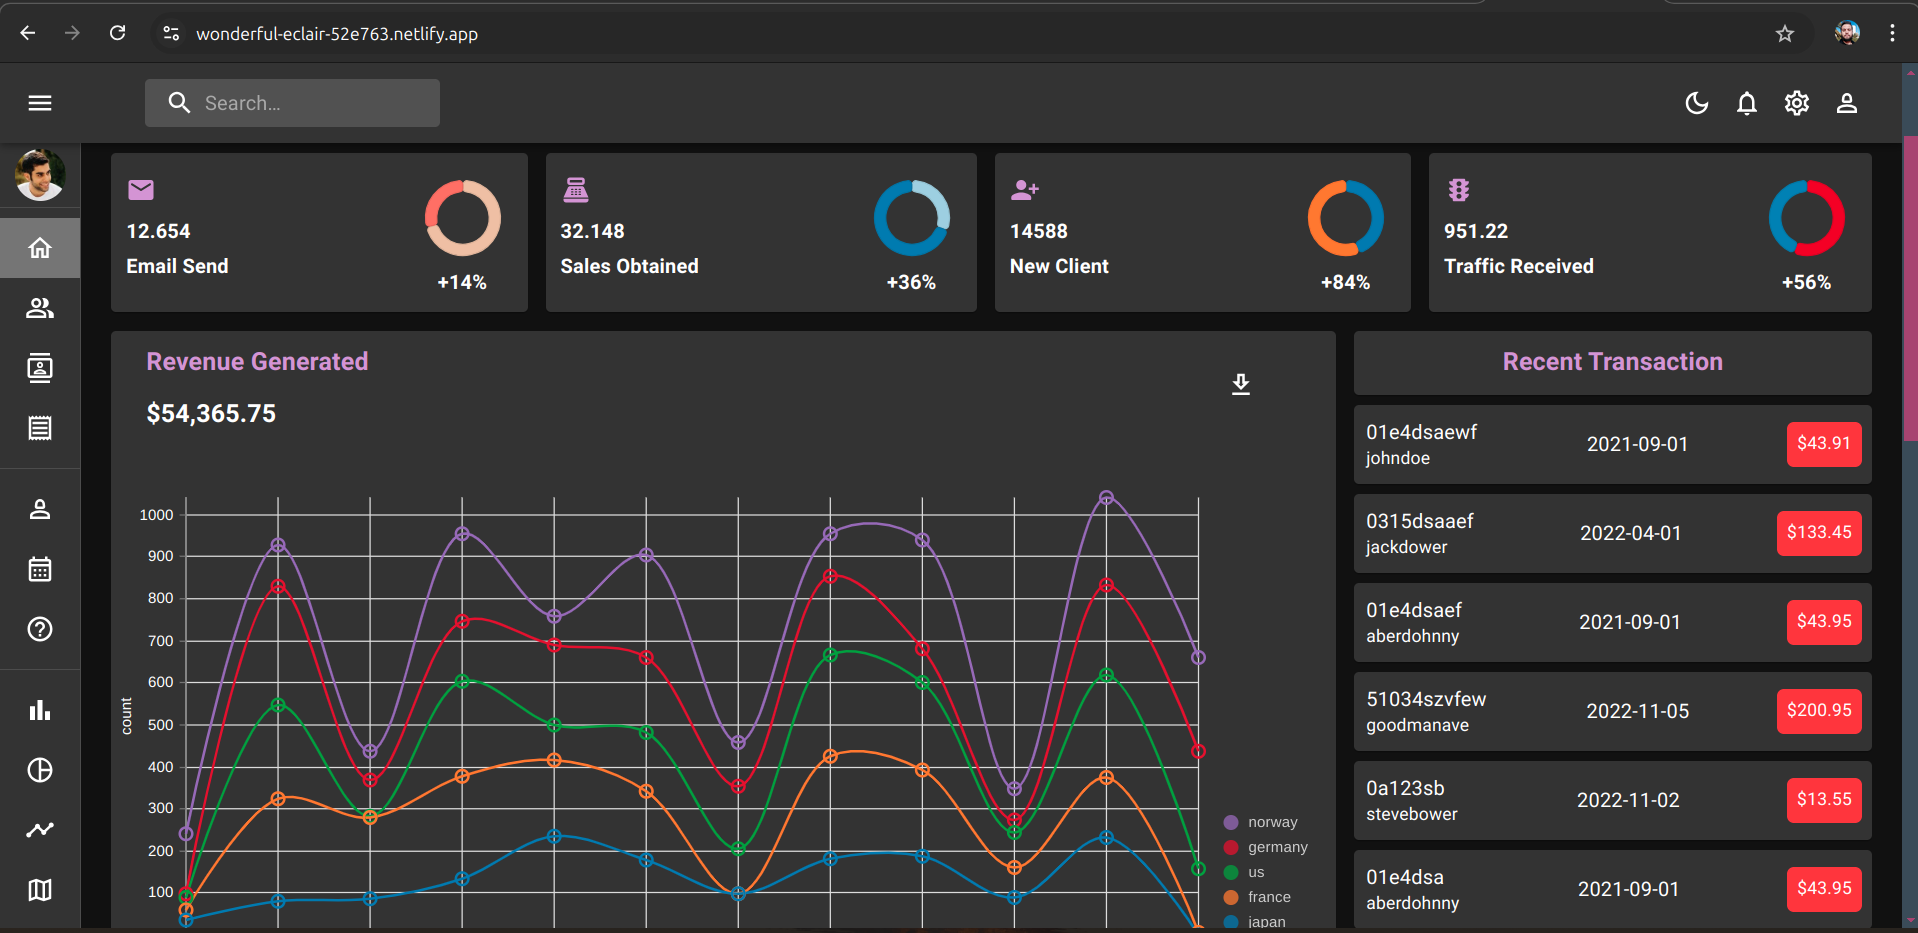 wonderful-eclair-52e763.netlify.app
Search...
12.654
Email Send
+14%
32.148
Sales Obtained
+36%
14588
New Client
+84%
951.22
Traffic Received
+56%
Revenue Generated
$54,365.75
1000
900
800
700
600
500
400
300
200
100
count
norway
germany
us
france
japan
Recent Transaction
01e4dsaewf
johndoe
2021-09-01
$43.91
0315dsaaef
jackdower
2022-04-01
$133.45
01e4dsaef
aberdohnny
2021-09-01
$43.95
51034szvfew
goodmanave
2022-11-05
$200.95
0a123sb
stevebower
2022-11-02
$13.55
01e4dsa
aberdohnny
2021-09-01
$43.95